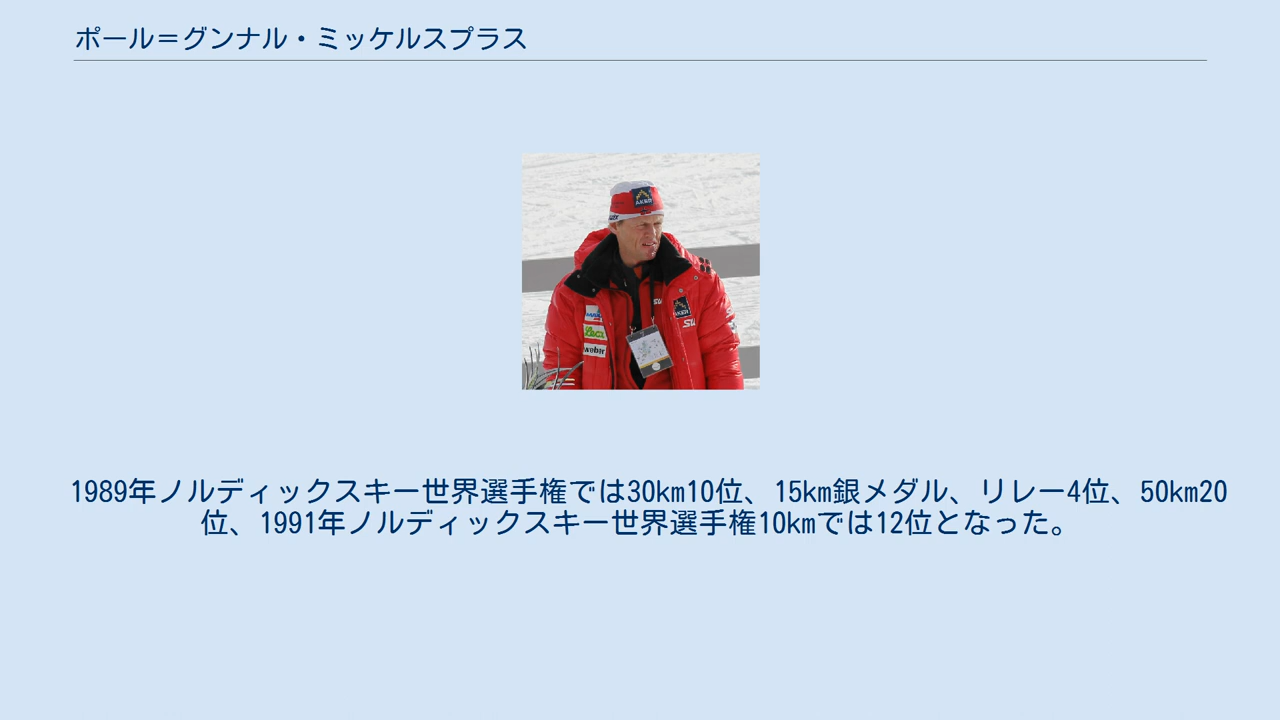 ポール＝グンナル・ミッケルスプラス
AKER
AKER
weber
1989年ノルディックスキー世界選手権では30km10位、15km銀メダル、リレー4位、50km20
位、1991年ノルディックスキー世界選手権10kmでは12位となった。